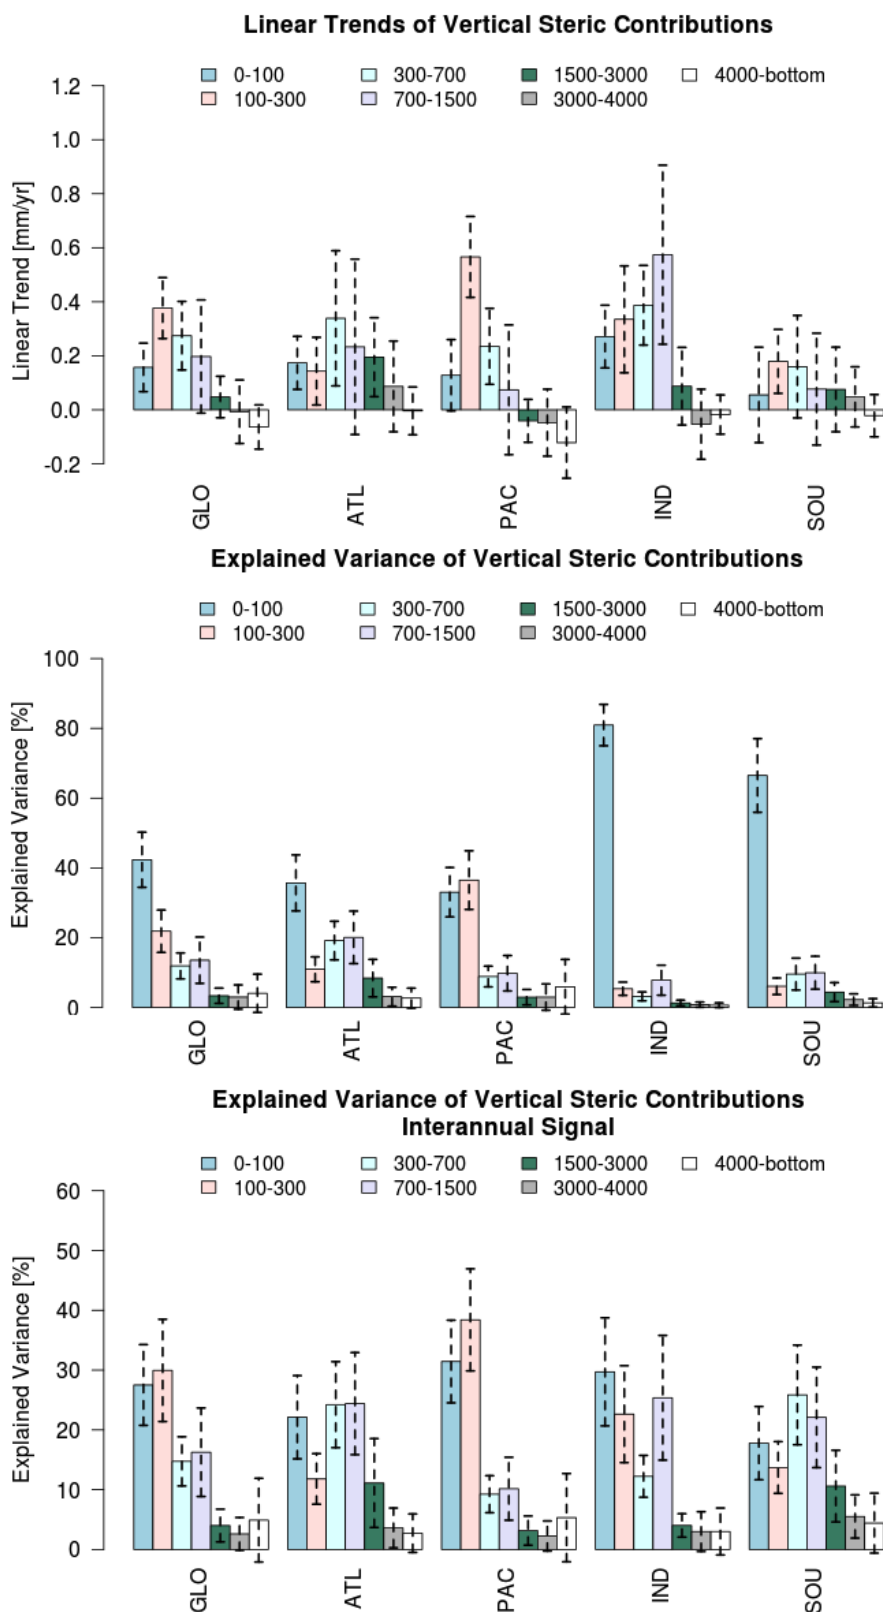 Linear Trends of Vertical Steric Contributions
0-100 300-700 1500-3000 4000-bottom
100-300 700-1500 3000-4000
Linear Trend [mm/yr]
1.2
1.0
0.8
0.6
0.4
0.2
0.0
-0.2
GLO ATL PAC IND SOU
Explained Variance of Vertical Steric Contributions
0-100 300-700 1500-3000 4000-bottom
100-300 700-1500 3000-4000
Explained Variance [%]
100
80
60
40
20
0
GLO ATL PAC IND SOU
Explained Variance of Vertical Steric Contributions
Interannual Signal
0-100 300-700 1500-3000 4000-bottom
100-300 700-1500 3000-4000
Explained Variance [%]
60
50
40
30
20
10
0
GLO ATL PAC IND SOU